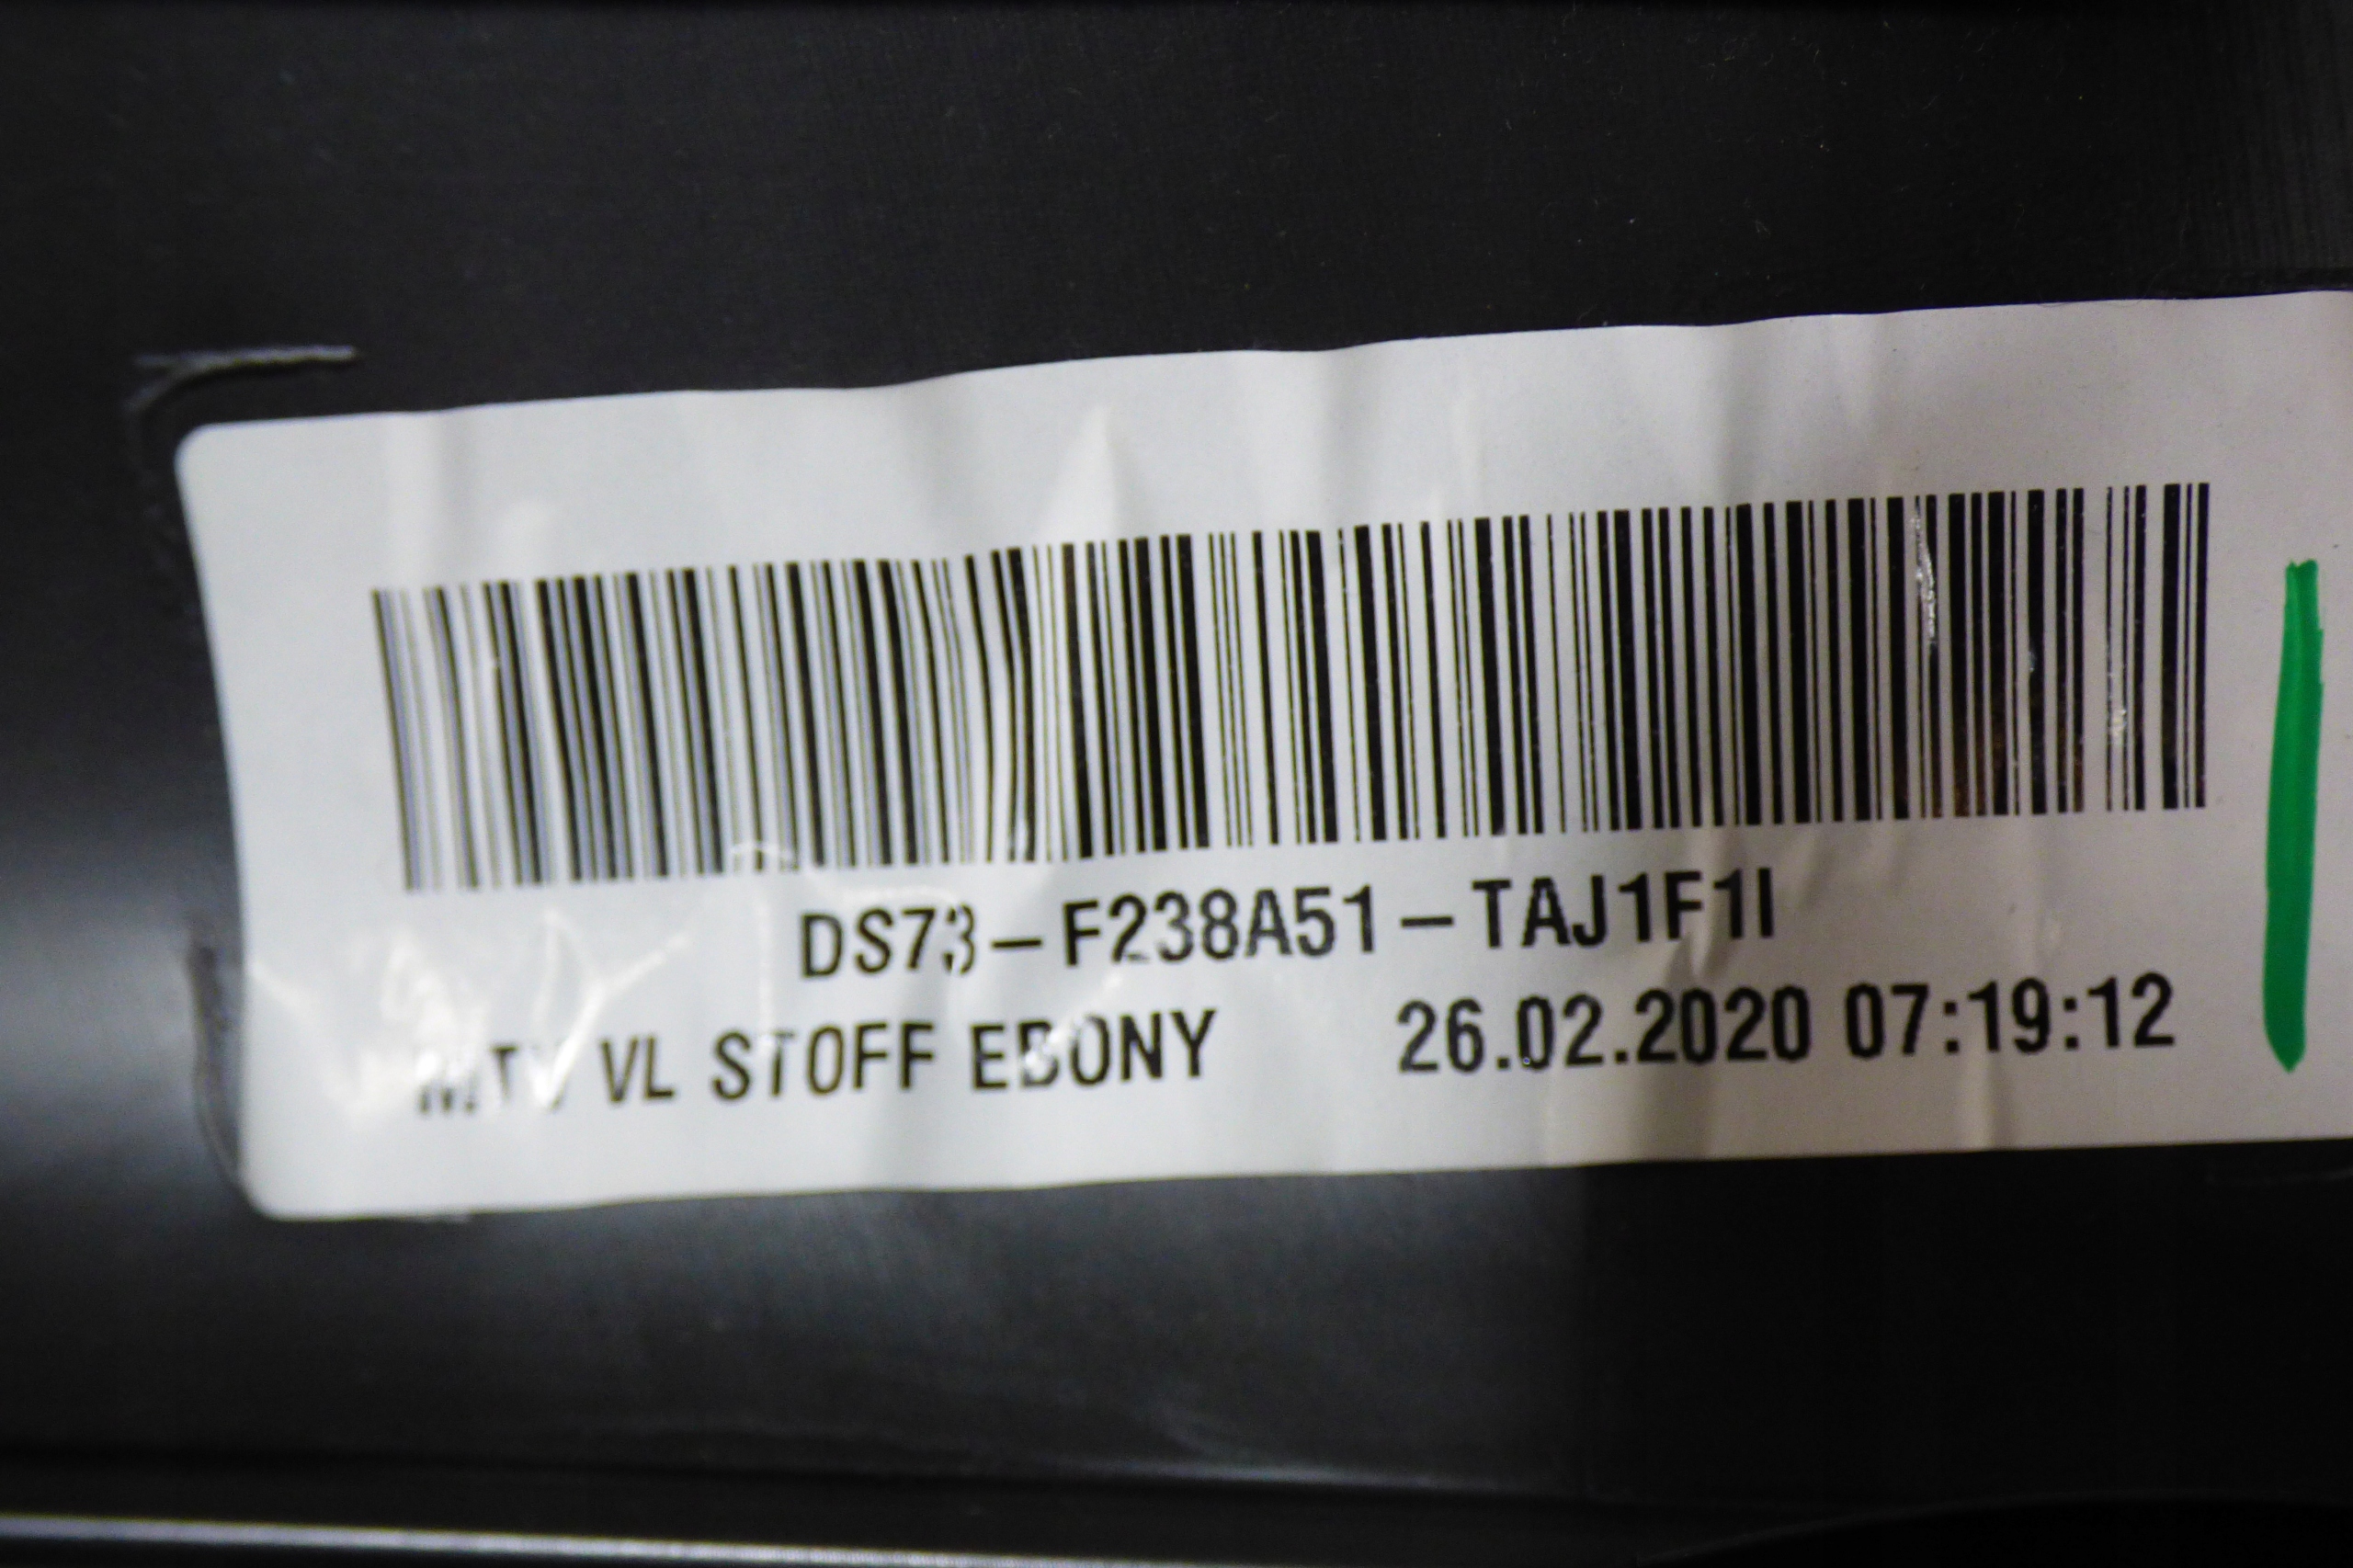 DS73-F238A51-TAJ1F1I
VL STOFF EBONY 26.02.2020 07:19:12